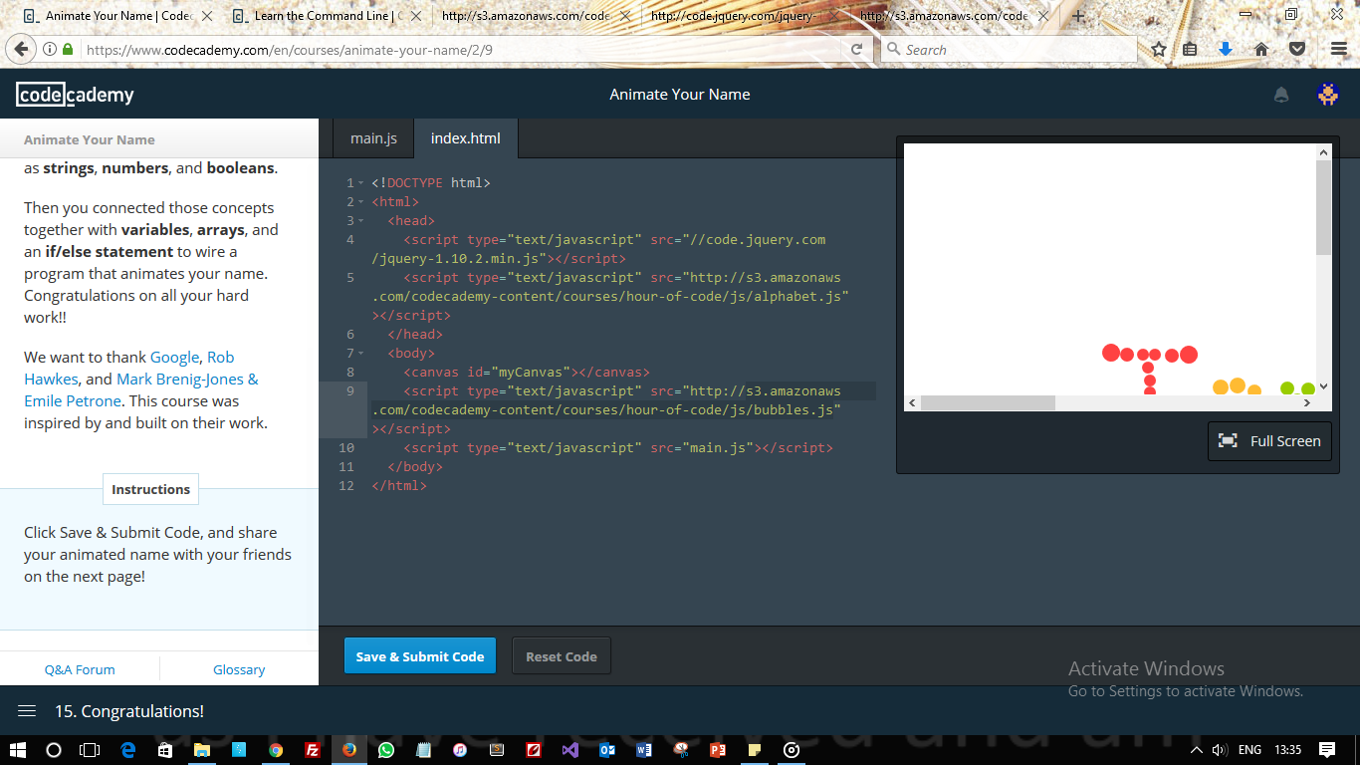 Animate Your Name | Codec
Learn the Command Line | C
http://s3.amazonaws.com/code
http://code.jquery.com/jquery-
http://s3.amazonaws.com/code
https://www.codecademy.com/en/courses/animate-your-name/2/9
Search
codecademy
Animate Your Name
Animate Your Name
main.js
index.html
as strings, numbers, and booleans.
Then you connected those concepts
together with variables, arrays, and
an if/else statement to wire a
program that animates your name.
Congratulations on all your hard
work!!
We want to thank Google, Rob
Hawkes, and Mark Brenig-Jones &
Emile Petrone. This course was
inspired by and built on their work.
Instructions
Click Save & Submit Code, and share
your animated name with your friends
on the next page!
Q&A Forum
Glossary
1 <!DOCTYPE html>
2 <html>
3 <head>
4 <script type="text/javascript" src="//code.jquery.com
/jquery-1.10.2.min.js"></script>
5 <script type="text/javascript" src="http://s3.amazonaws
.com/codecademy-content/courses/hour-of-code/js/alphabet.js"
></script>
6 </head>
7 <body>
8 <canvas id="myCanvas"></canvas>
9 <script type="text/javascript" src="http://s3.amazonaws
.com/codecademy-content/courses/hour-of-code/js/bubbles.js"
></script>
10 <script type="text/javascript" src="main.js"></script>
11 </body>
12 </html>
T
Full Screen
Save & Submit Code
Reset Code
Activate Windows
Go to Settings to activate Windows.
15. Congratulations!
ENG
13:35